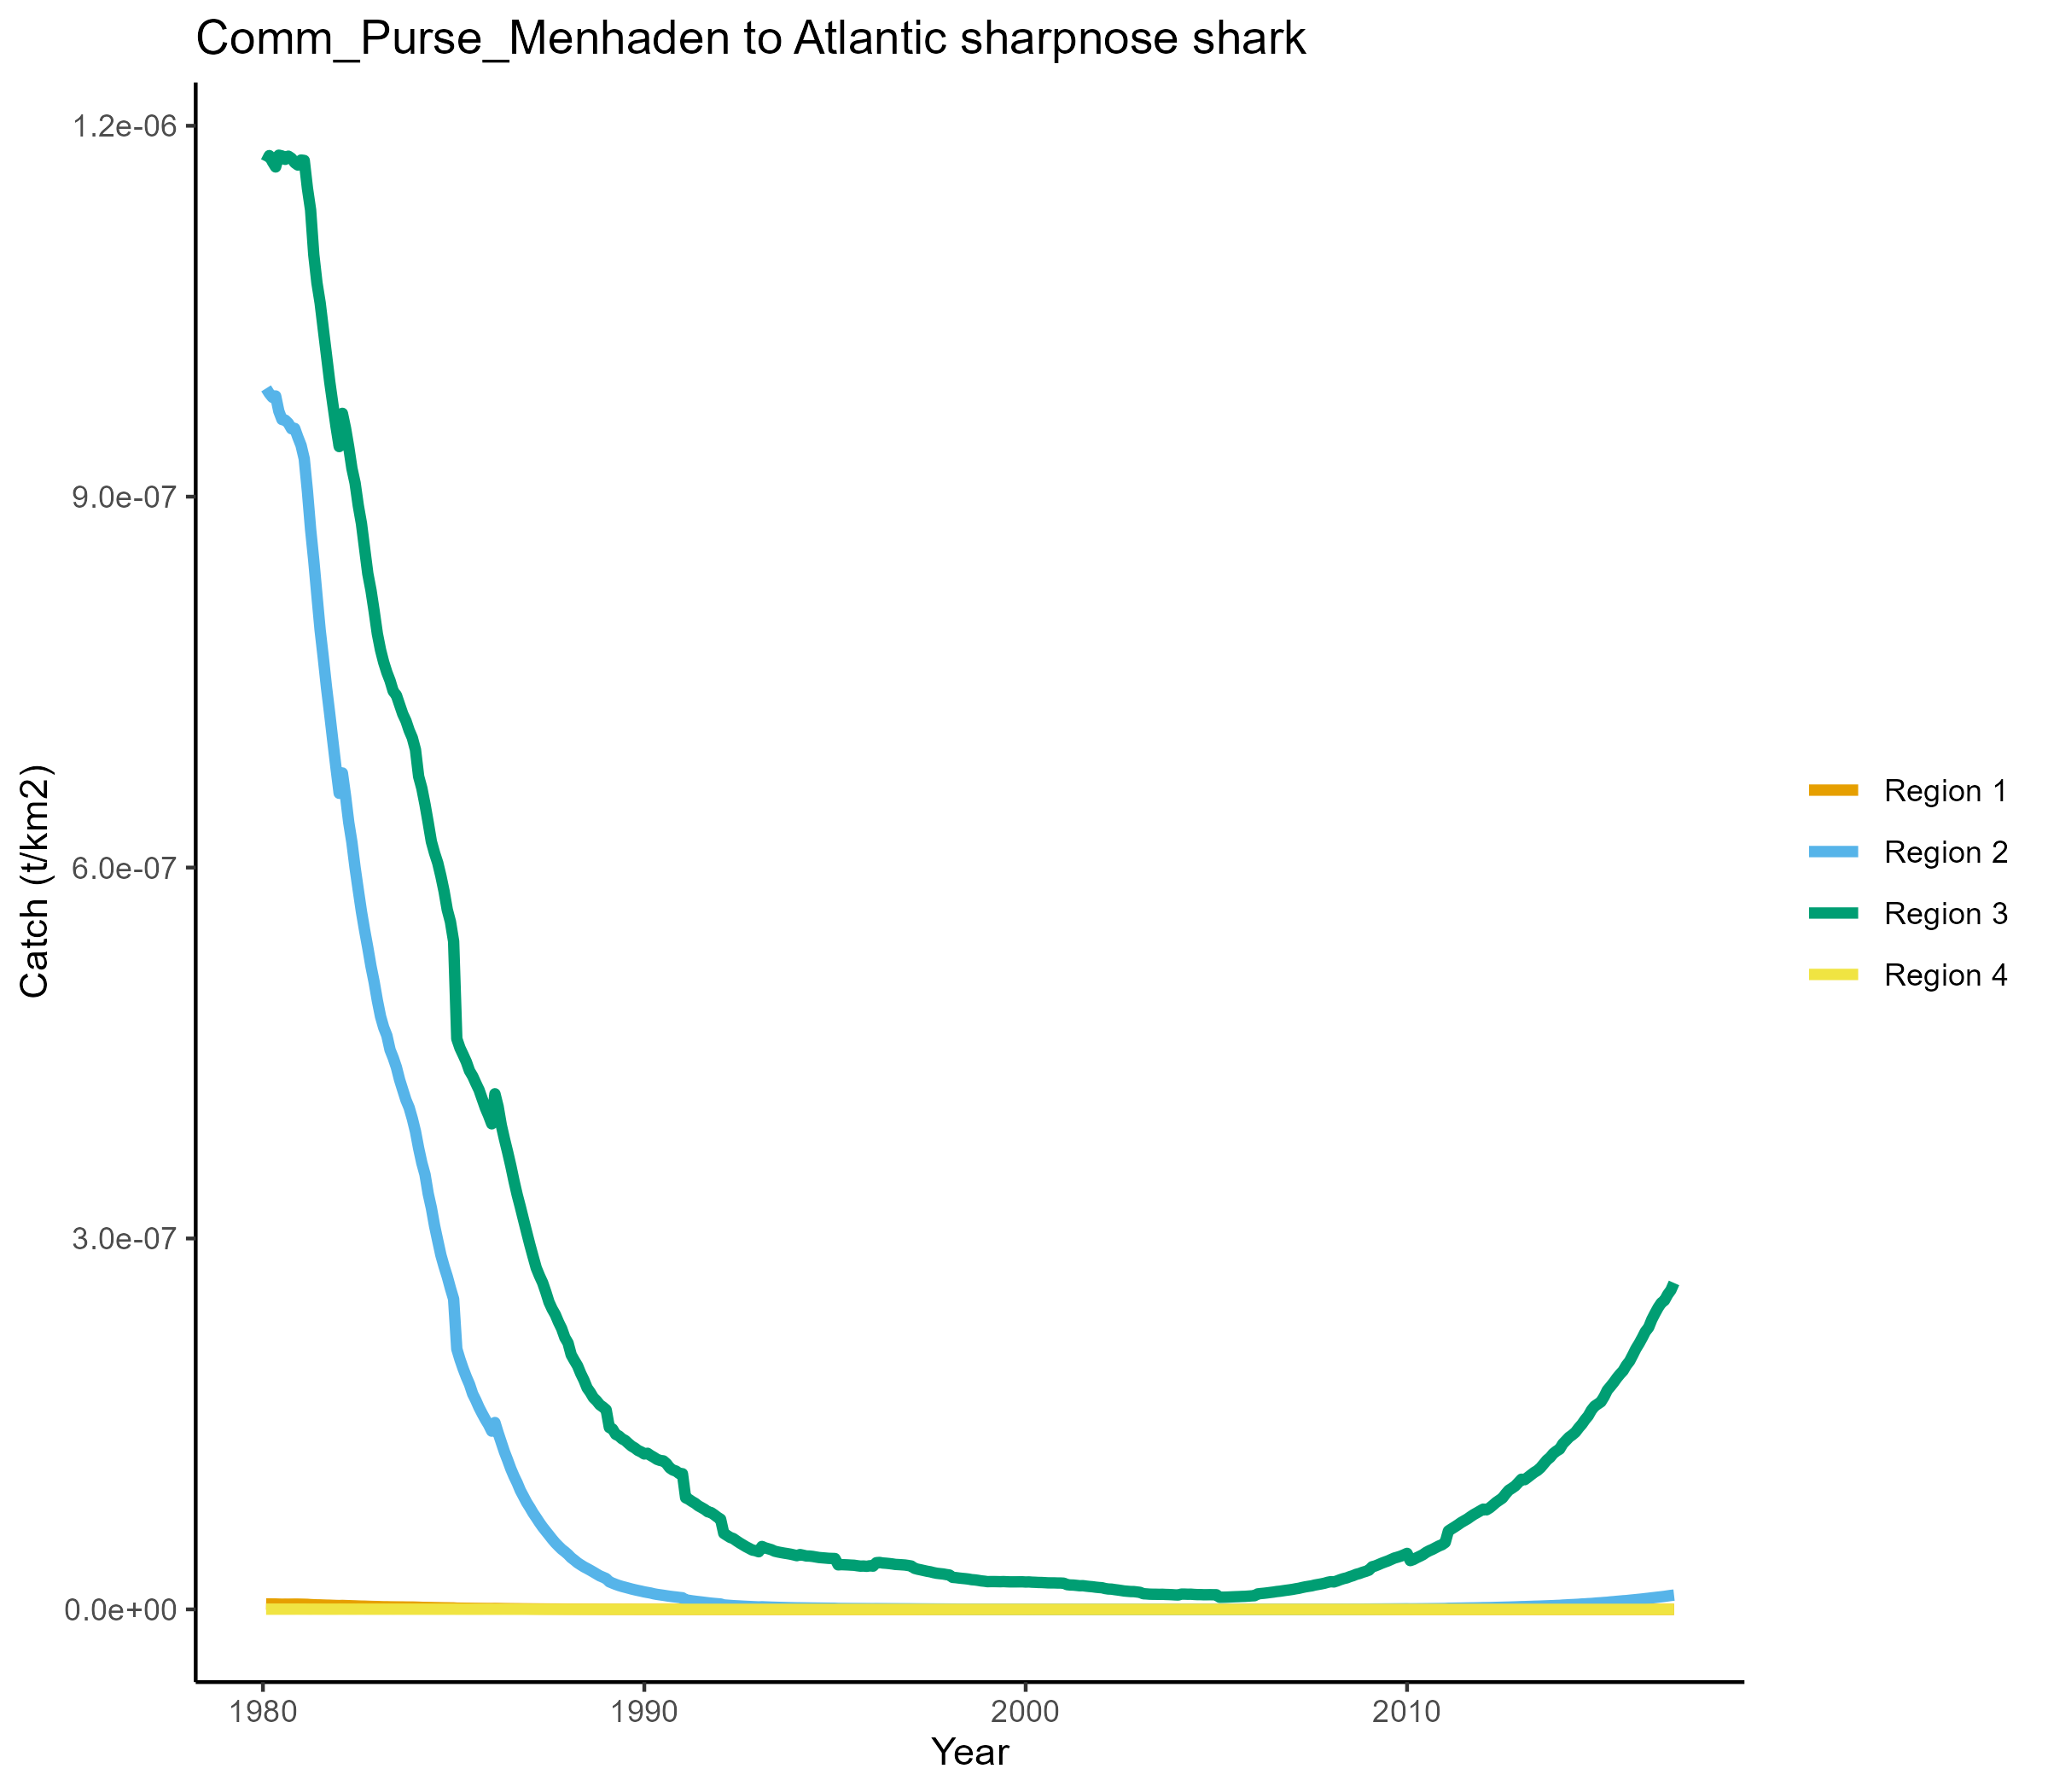 Comm_Purse_Menhaden to Atlantic sharpnose shark
Catch (t/km2)
1.2e-06
9.0e-07
6.0e-07
3.0e-07
0.0e+00
1980
1990
2000
2010
Year
Region 1
Region 2
Region 3
Region 4